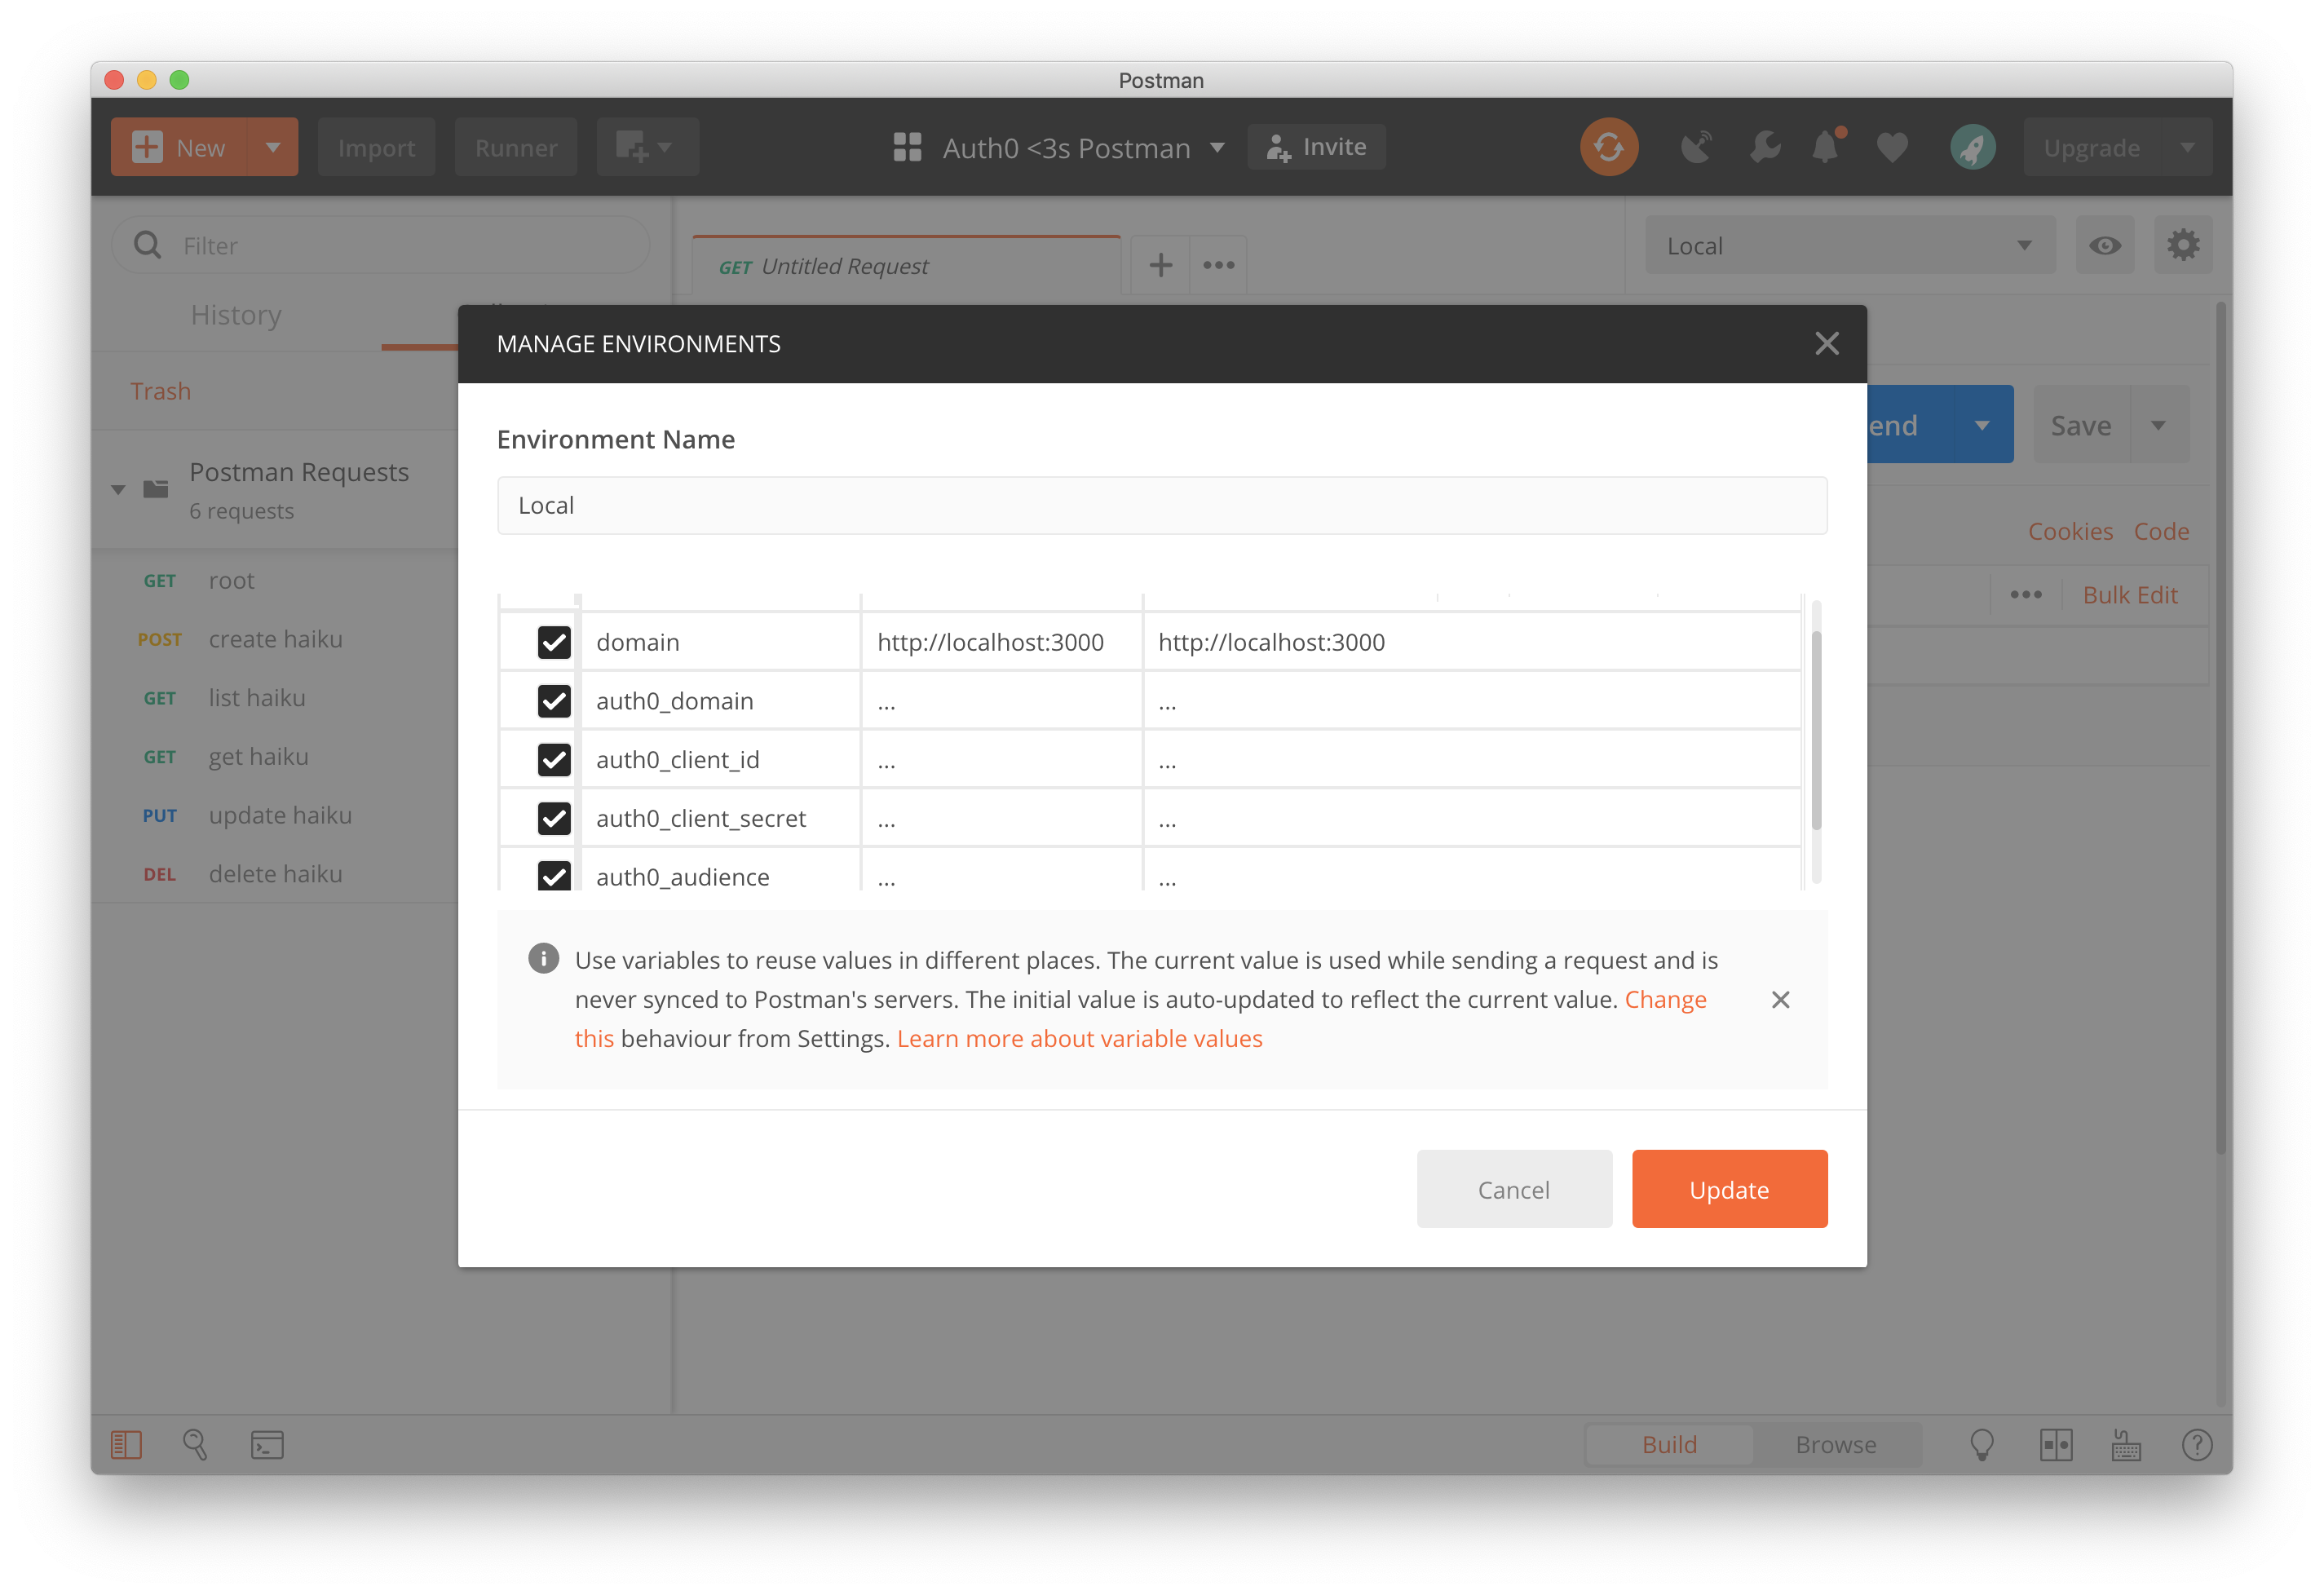 Postman
New
Import
Runner
Auth0 <3s Postman
Invite
Upgrade
Filter
History
Trash
Postman Requests
6 requests
GET root
POST create haiku
GET list haiku
GET get haiku
PUT update haiku
DEL delete haiku
GET Untitled Request
Local
end
Save
Cookies Code
Bulk Edit
MANAGE ENVIRONMENTS
Environment Name
Local
domain http://localhost:3000 http://localhost:3000
auth0_domain ... ...
auth0_client_id ... ...
auth0_client_secret ... ...
auth0_audience ... ...
Use variables to reuse values in different places. The current value is used while sending a request and is
never synced to Postman's servers. The initial value is auto-updated to reflect the current value. Change
this behaviour from Settings. Learn more about variable values
Cancel
Update
Build
Browse